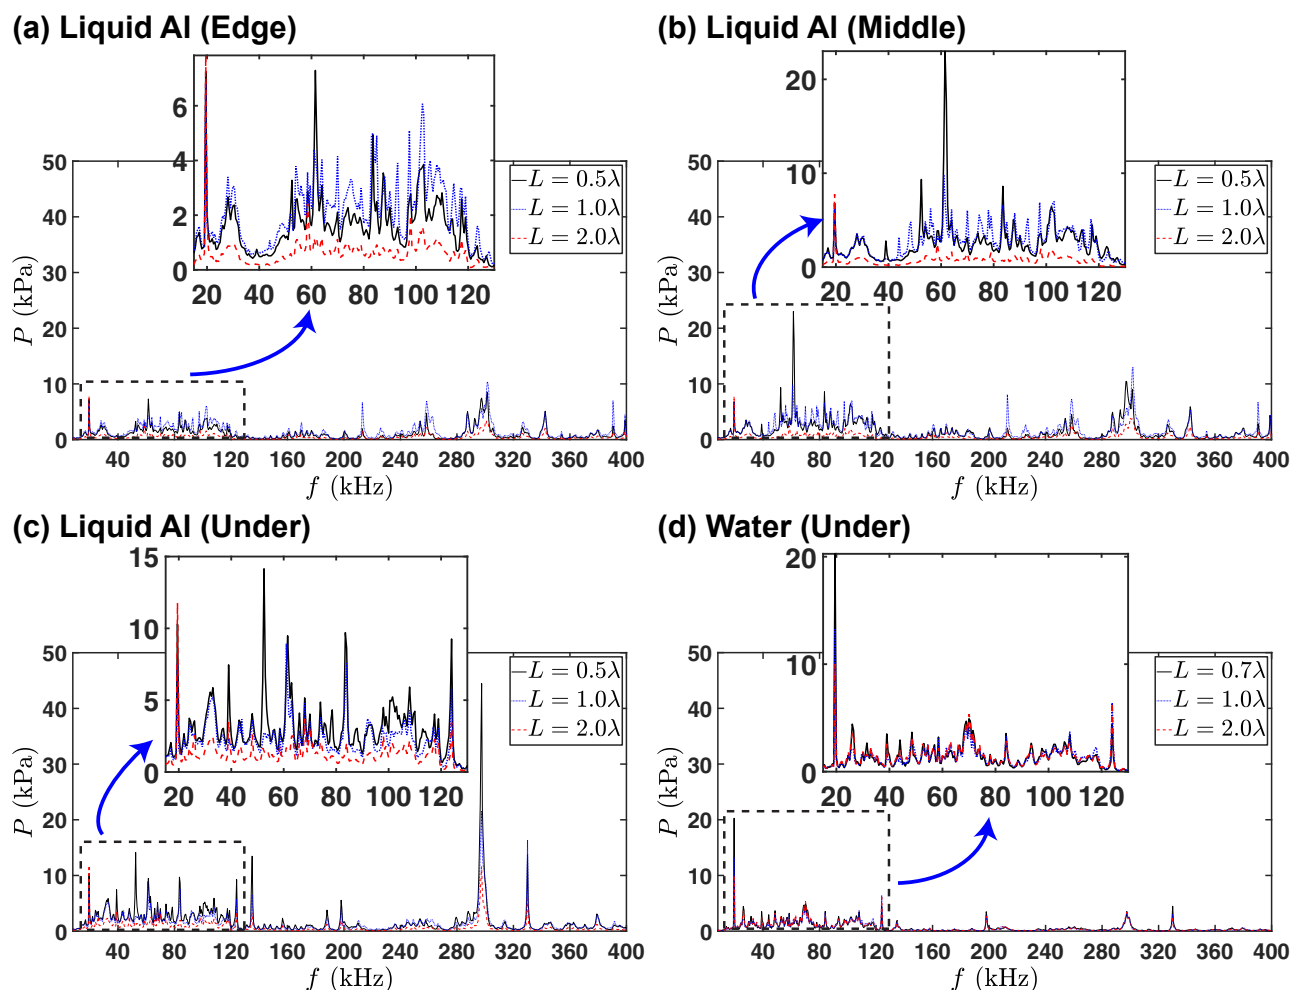 (a) Liquid Al (Edge)
6
4
2
0
20 40 60 80 100 120
50
40
30
20
10
0
P (kPa)
40 80 120 160 200 240 280 320 360 400
f (kHz)
L = 0.5λ
L = 1.0λ
L = 2.0λ
(b) Liquid Al (Middle)
20
10
0
20 40 60 80 100 120
50
40
30
20
10
0
P (kPa)
40 80 120 160 200 240 280 320 360 400
f (kHz)
L = 0.5λ
L = 1.0λ
L = 2.0λ
(c) Liquid Al (Under)
15
10
5
0
20 40 60 80 100 120
50
40
30
20
10
0
P (kPa)
40 80 120 160 200 240 280 320 360 400
f (kHz)
L = 0.5λ
L = 1.0λ
L = 2.0λ
(d) Water (Under)
20
10
0
20 40 60 80 100 120
50
40
30
20
10
0
P (kPa)
40 80 120 160 200 240 280 320 360 400
f (kHz)
L = 0.7λ
L = 1.0λ
L = 2.0λ